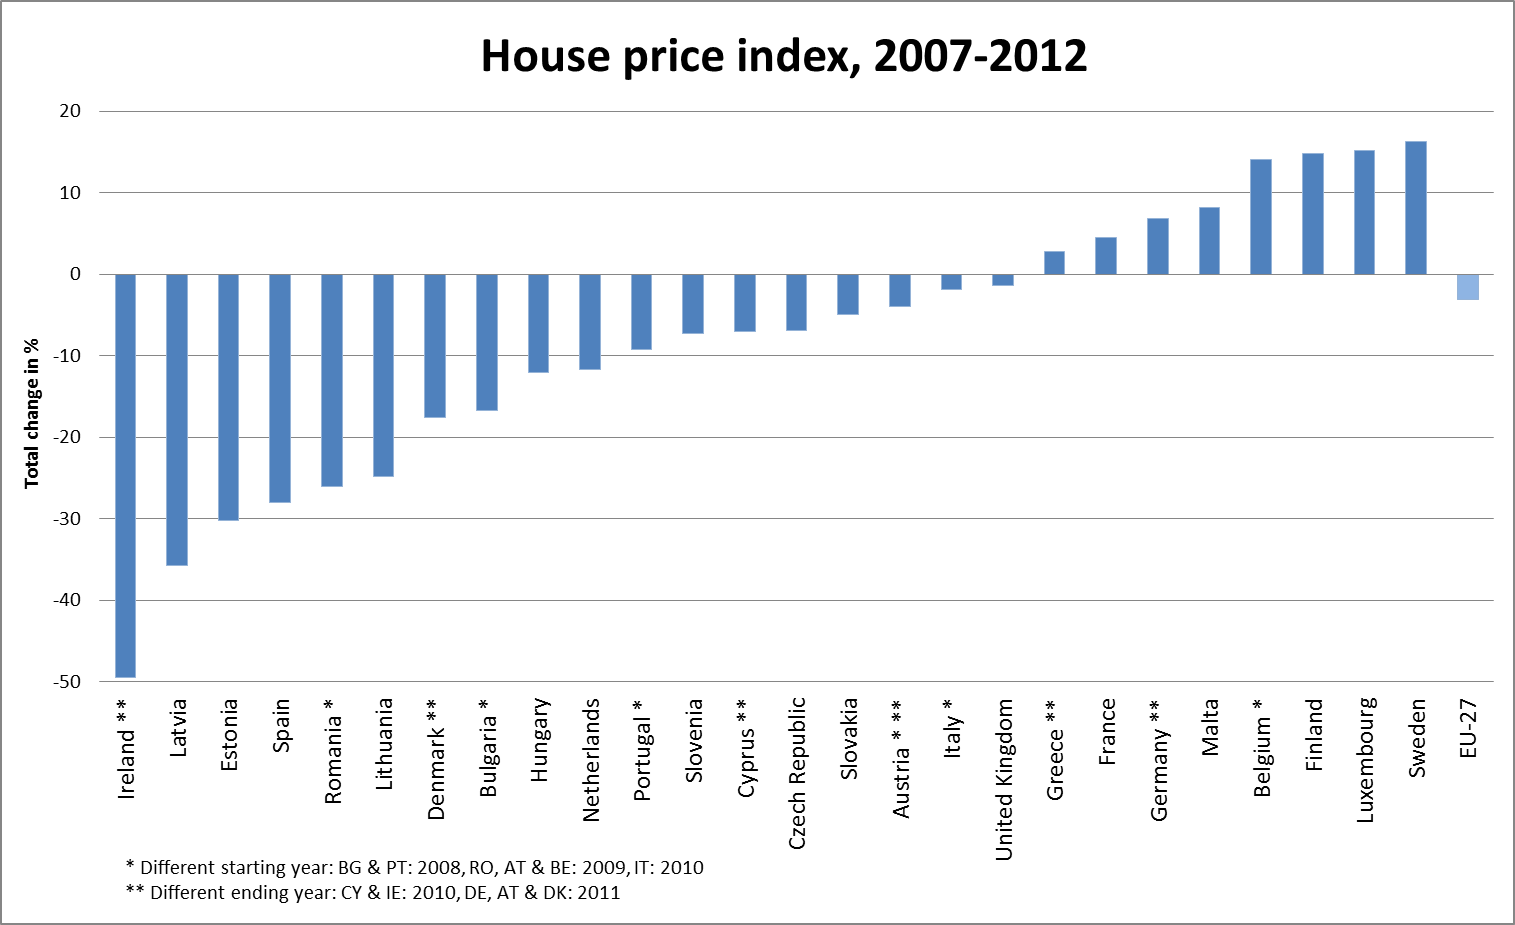 House price index, 2007-2012
20
10
0
-10
-20
-30
-40
-50
Total change in %
Ireland **
Latvia
Estonia
Spain
Romania *
Lithuania
Denmark **
Bulgaria *
Hungary
Netherlands
Portugal *
Slovenia
Cyprus **
Czech Republic
Slovakia
Austria * **
Italy *
United Kingdom
Greece **
France
Germany **
Malta
Belgium *
Finland
Luxembourg
Sweden
EU-27
* Different starting year: BG & PT: 2008, RO, AT & BE: 2009, IT: 2010
** Different ending year: CY & IE: 2010, DE, AT & DK: 2011